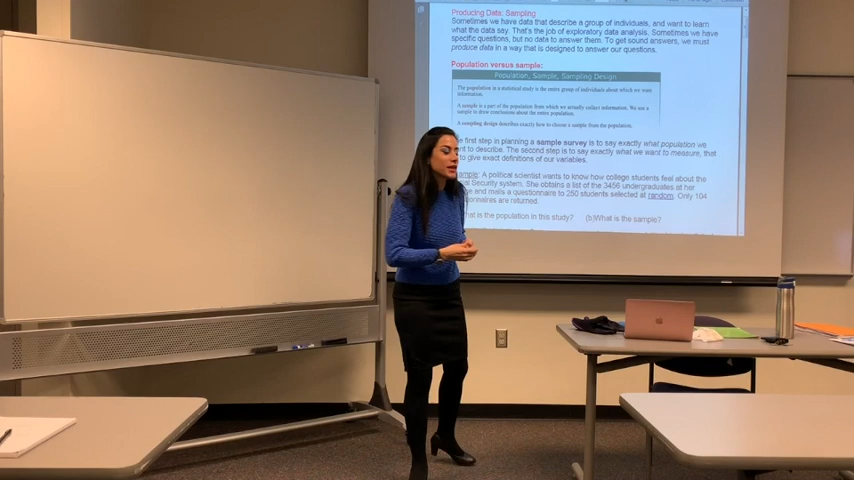 Producing Data: Sampling
Sometimes we have data that describe a group of individuals, and want to learn
what the data say. That's the job of exploratory data analysis. Sometimes we have
specific questions, but no data to answer them. To get sound answers, we must
produce data in a way that is designed to answer our questions.
Population versus sample:
Population, Sample, Sampling Design
The population in a statistical study is the entire group of individuals about which we want
information.
A sample is a part of the population from which we actually collect information. We use a
sample to draw conclusions about the entire population.
A sampling design describes exactly how to choose a sample from the population.
first step in planning a sample survey is to say exactly what population we
to describe. The second step is to say exactly what we want to measure, that
to give exact definitions of our variables.
: A political scientist wants to know how college students feel about the
Security system. She obtains a list of the 3456 undergraduates at her
and mails a questionnaire to 250 students selected at random. Only 104
are returned.
is the population in this study? (b)What is the sample?